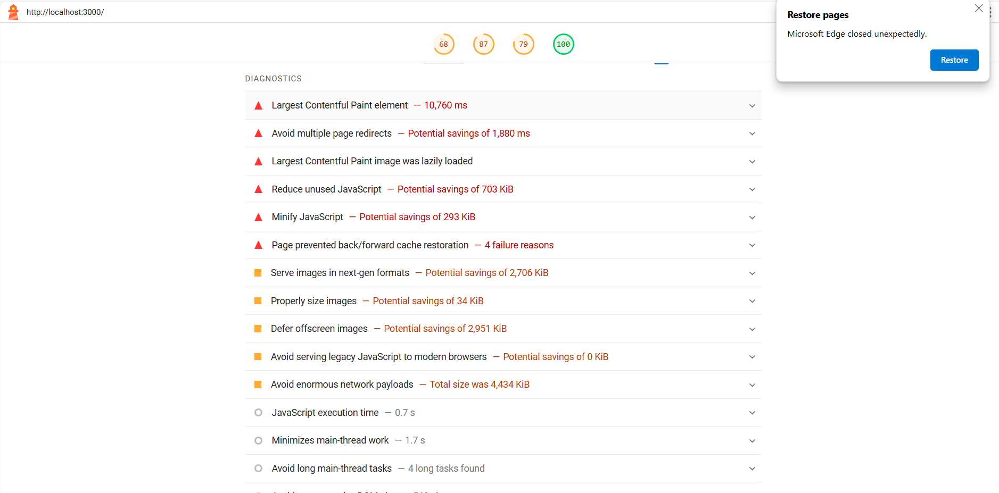 http://localhost:3000/
Restore pages
Microsoft Edge closed unexpectedly.
Restore
68 87 79 100
DIAGNOSTICS
Largest Contentful Paint element — 10,760 ms
Avoid multiple page redirects — Potential savings of 1,880 ms
Largest Contentful Paint image was lazily loaded
Reduce unused JavaScript — Potential savings of 703 KiB
Minify JavaScript — Potential savings of 293 KiB
Page prevented back/forward cache restoration — 4 failure reasons
Serve images in next-gen formats — Potential savings of 2,706 KiB
Properly size images — Potential savings of 34 KiB
Defer offscreen images — Potential savings of 2,951 KiB
Avoid serving legacy JavaScript to modern browsers — Potential savings of 0 KiB
Avoid enormous network payloads — Total size was 4,434 KiB
JavaScript execution time — 0.7 s
Minimizes main-thread work — 1.7 s
Avoid long main-thread tasks — 4 long tasks found